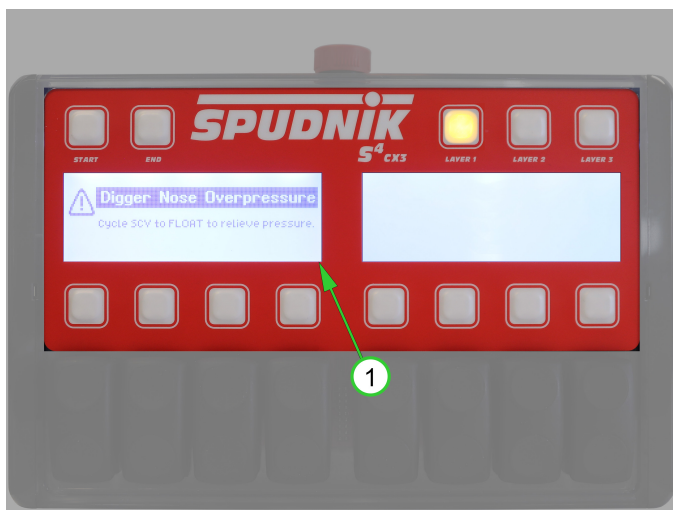 SPUDNIK
S4 CX3
START
END
LAYER 1
LAYER 2
LAYER 3
Digger Nose Overpressure
Cycle SCV to FLOAT to relieve pressure.
1